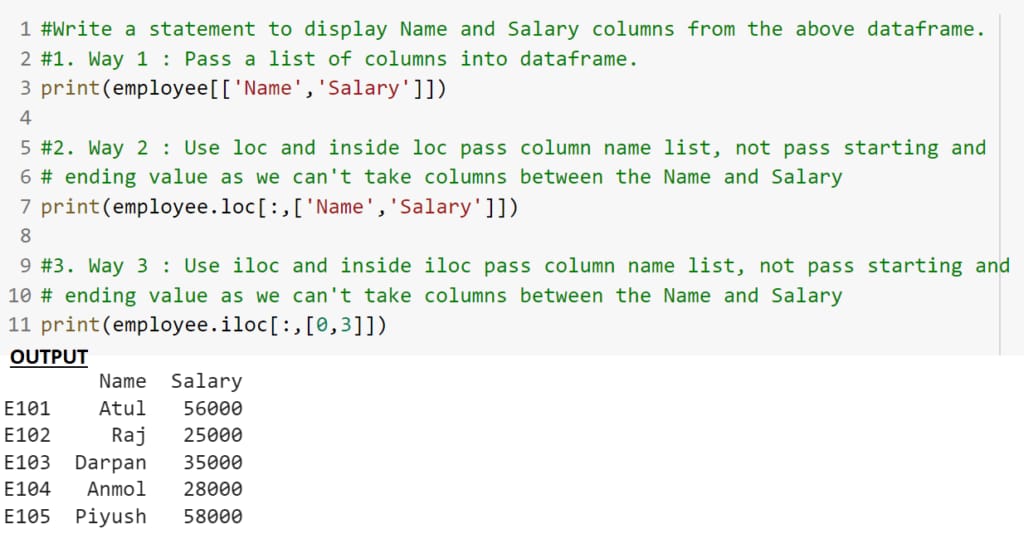 1 #Write a statement to display Name and Salary columns from the above dataframe.
2 #1. Way 1 : Pass a list of columns into dataframe.
3 print(employee[['Name','Salary']])
4
5 #2. Way 2 : Use loc and inside loc pass column name list, not pass starting and
6 # ending value as we can't take columns between the Name and Salary
7 print(employee.loc[:,['Name','Salary']])
8
9 #3. Way 3 : Use iloc and inside iloc pass column name list, not pass starting and
10 # ending value as we can't take columns between the Name and Salary
11 print(employee.iloc[:,[0,3]])
OUTPUT
Name Salary
E101 Atul 56000
E102 Raj 25000
E103 Darpan 35000
E104 Anmol 28000
E105 Piyush 58000